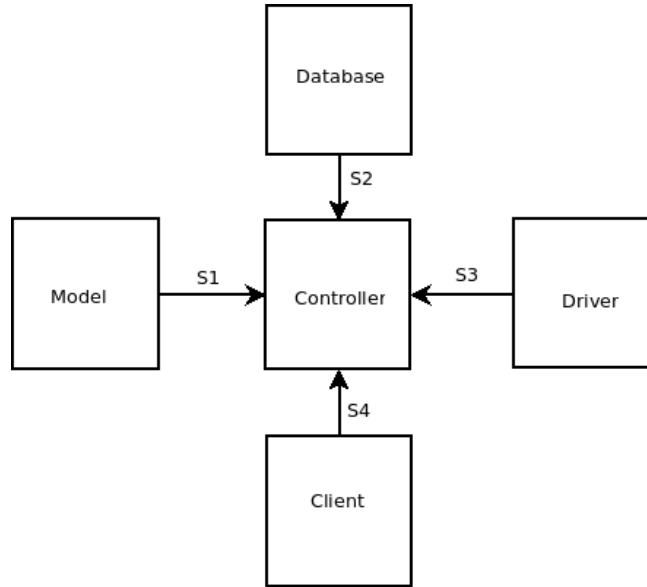 Database
S2
Model
S1
Controller
S3
Driver
S4
Client